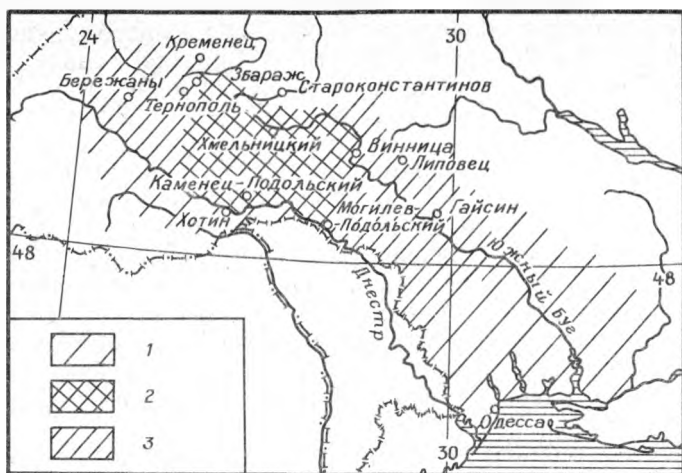 24
30
Кременец
Збараж
Бережаны
Староконстантинов
Тернополь
Хмельницкий
Винница
Липовец
Каменец-Подольский
Могилев-
-Подольский
Гайсин
Хотин
48
48
Южный Буг
Днестр
1
2
3
Одесса
30